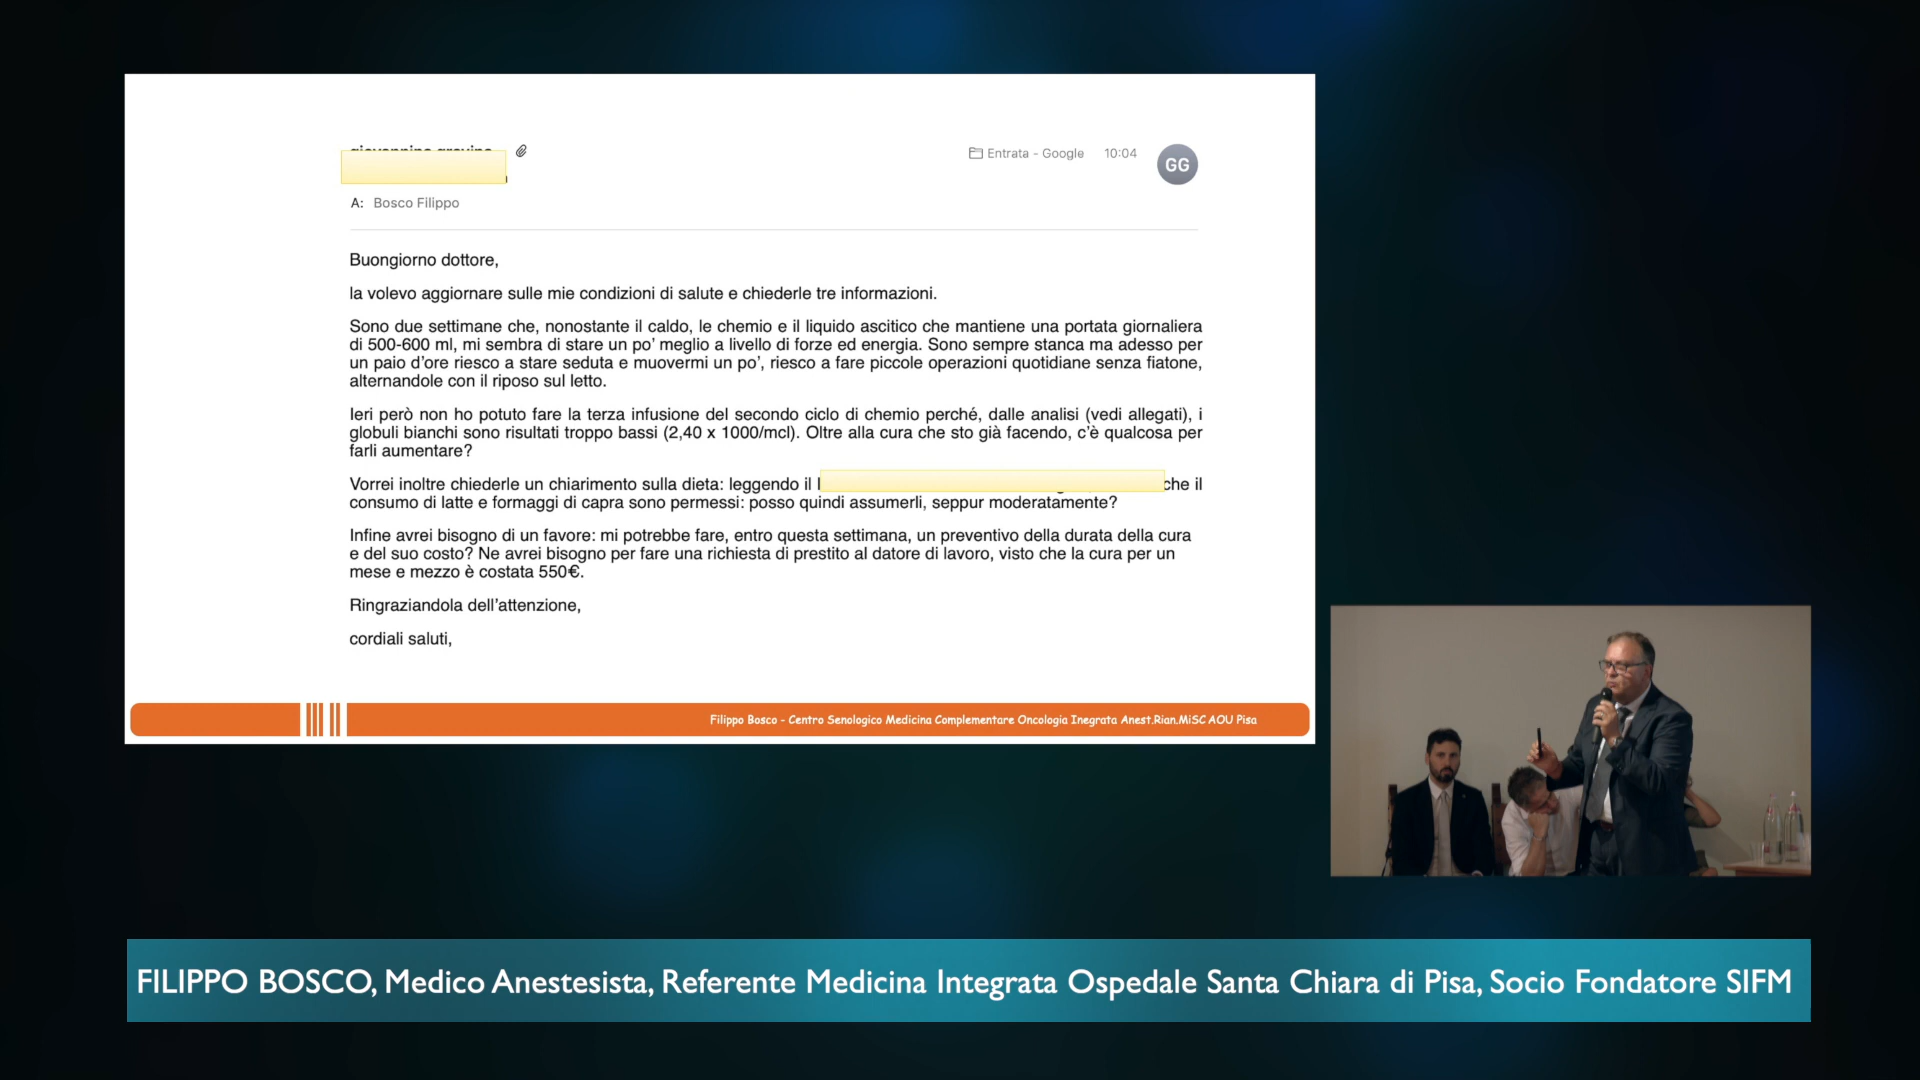 Entrata - Google 10:04 GG
A: Bosco Filippo
Buongiorno dottore,
la volevo aggiornare sulle mie condizioni di salute e chiederle tre informazioni.
Sono due settimane che, nonostante il caldo, le chemio e il liquido ascitico che mantiene una portata giornaliera
di 500-600 ml, mi sembra di stare un po' meglio a livello di forze ed energia. Sono sempre stanca ma adesso per
un paio d'ore riesco a stare seduta e muovermi un po', riesco a fare piccole operazioni quotidiane senza fiatone,
alternandole con il riposo sul letto.
Ieri però non ho potuto fare la terza infusione del secondo ciclo di chemio perché, dalle analisi (vedi allegati), i
globuli bianchi sono risultati troppo bassi (2,40 x 1000/mcl). Oltre alla cura che sto già facendo, c'è qualcosa per
farli aumentare?
Vorrei inoltre chiederle un chiarimento sulla dieta: leggendo il che il
consumo di latte e formaggi di capra sono permessi: posso quindi assumerli, seppur moderatamente?
Infine avrei bisogno di un favore: mi potrebbe fare, entro questa settimana, un preventivo della durata della cura
e del suo costo? Ne avrei bisogno per fare una richiesta di prestito al datore di lavoro, visto che la cura per un
mese e mezzo è costata 550€.
Ringraziandola dell'attenzione,
cordiali saluti,
Filippo Bosco - Centro Senologico Medicina Complementare Oncologia Inegrata Anest.Rian.MiSC AOU Pisa
FILIPPO BOSCO, Medico Anestesista, Referente Medicina Integrata Ospedale Santa Chiara di Pisa, Socio Fondatore SIFM